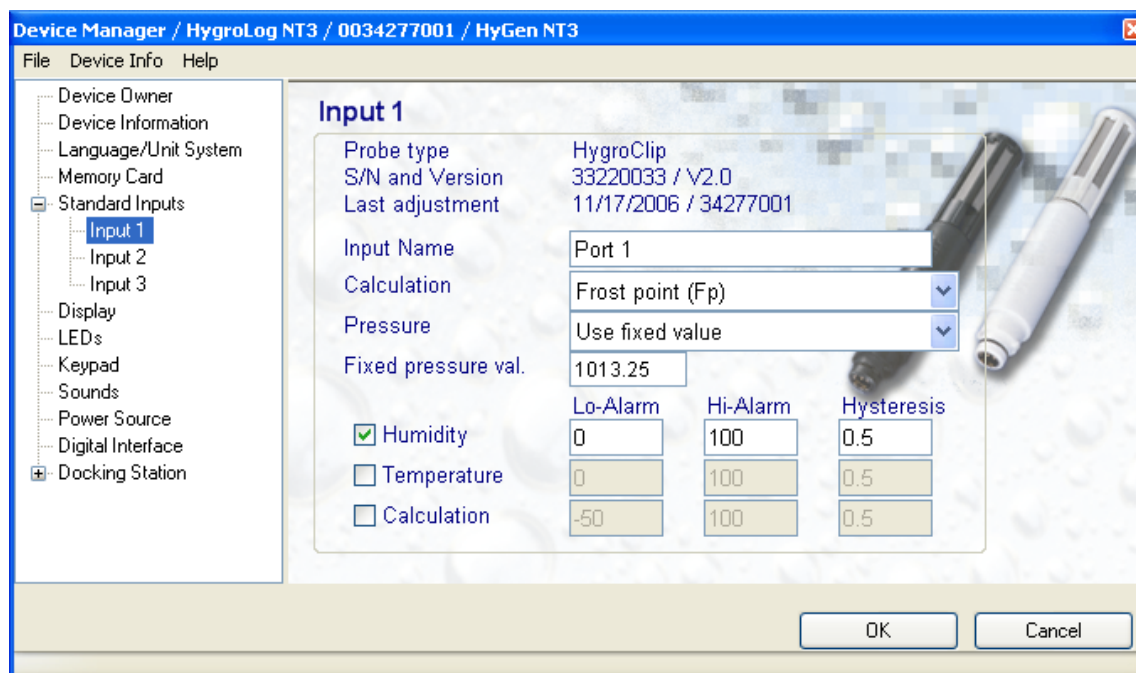 Device Manager / HygroLog NT3 / 0034277001 / HyGen NT3
File Device Info Help
Device Owner
Device Information
Language/Unit System
Memory Card
Standard Inputs
Input 1
Input 2
Input 3
Display
LEDs
Keypad
Sounds
Power Source
Digital Interface
Docking Station
Input 1
Probe type HygroClip
S/N and Version 33220033 / V2.0
Last adjustment 11/17/2006 / 34277001
Input Name Port 1
Calculation Frost point (Fp)
Pressure Use fixed value
Fixed pressure val. 1013.25
Lo-Alarm Hi-Alarm Hysteresis
Humidity 0 100 0.5
Temperature 0 100 0.5
Calculation -50 100 0.5
OK Cancel